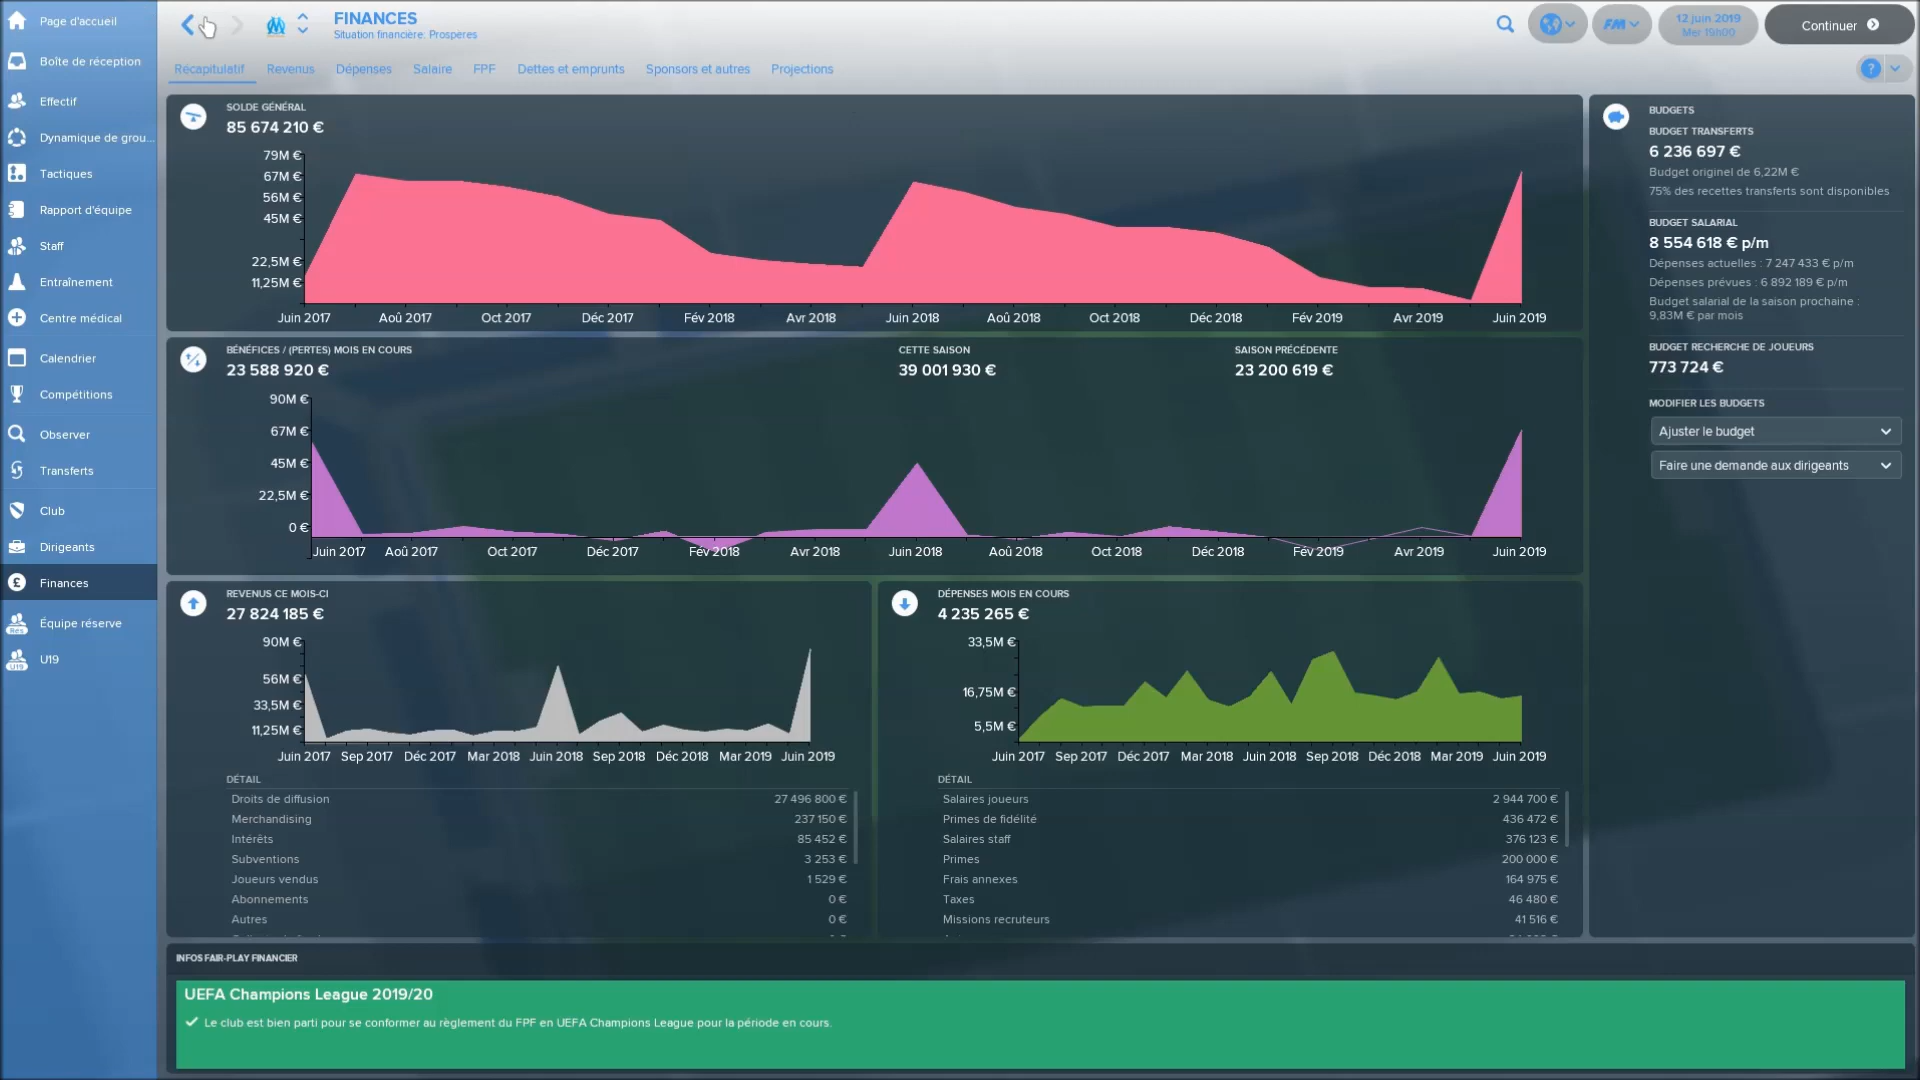 Page d'accueil
Boîte de réception
Effectif
Dynamique de grou...
Tactiques
Rapport d'équipe
Staff
Entraînement
Centre médical
Calendrier
Compétitions
Observer
Transferts
Club
Dirigeants
Finances
Équipe réserve
U19
FINANCES
Situation financière: Prosperes
FM
12 juin 2019
Mer 19h00
Continuer
Récapitulatif Revenus Dépenses Salaire FPF Dettes et emprunts Sponsors et autres Projections
?
SOLDE GÉNÉRAL
85 674 210 €
79M €
67M €
56M €
45M €
22,5M €
11,25M €
Juin 2017 Aoû 2017 Oct 2017 Déc 2017 Fév 2018 Avr 2018 Juin 2018 Aoû 2018 Oct 2018 Déc 2018 Fév 2019 Avr 2019 Juin 2019
BÉNÉFICES / (PERTES) MOIS EN COURS
23 588 920 €
CETTE SAISON
39 001 930 €
SAISON PRÉCÉDENTE
23 200 619 €
90M €
67M €
45M €
22,5M €
0 €
Juin 2017 Aoû 2017 Oct 2017 Déc 2017 Fév 2018 Avr 2018 Juin 2018 Aoû 2018 Oct 2018 Déc 2018 Fév 2019 Avr 2019 Juin 2019
REVENUS CE MOIS-CI
27 824 185 €
90M €
56M €
33,5M €
11,25M €
Juin 2017 Sep 2017 Déc 2017 Mar 2018 Juin 2018 Sep 2018 Déc 2018 Mar 2019 Juin 2019
DÉTAIL
Droits de diffusion 27 496 800 €
Merchandising 237 150 €
Intérêts 85 452 €
Subventions 3 253 €
Joueurs vendus 1 529 €
Abonnements 0 €
Autres 0 €
DÉPENSES MOIS EN COURS
4 235 265 €
33,5M €
16,75M €
5,5M €
Juin 2017 Sep 2017 Déc 2017 Mar 2018 Juin 2018 Sep 2018 Déc 2018 Mar 2019 Juin 2019
DÉTAIL
Salaires joueurs 2 944 700 €
Primes de fidélité 436 472 €
Salaires staff 376 123 €
Primes 200 000 €
Frais annexes 164 975 €
Taxes 46 480 €
Missions recruteurs 41 516 €
BUDGETS
BUDGET TRANSFERTS
6 236 697 €
Budget originel de 6,22M €
75% des recettes transferts sont disponibles
BUDGET SALARIAL
8 554 618 € p/m
Dépenses actuelles : 7 247 433 € p/m
Dépenses prévues : 6 892 189 € p/m
Budget salarial de la saison prochaine :
9,83M € par mois
BUDGET RECHERCHE DE JOUEURS
773 724 €
MODIFIER LES BUDGETS
Ajuster le budget
Faire une demande aux dirigeants
INFOS FAIR-PLAY FINANCIER
UEFA Champions League 2019/20
Le club est bien parti pour se conformer au règlement du FPF en UEFA Champions League pour la période en cours.